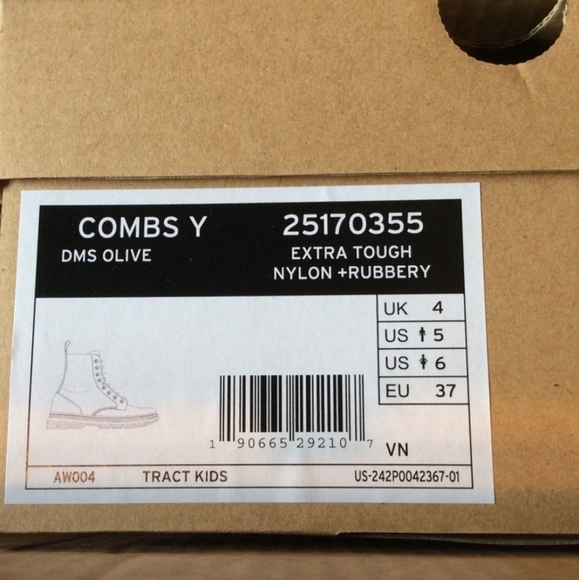 COMBS Y 25170355
DMS OLIVE EXTRA TOUGH
NYLON +RUBBERY
UK 4
US 5
US 6
EU 37
1 90665 29210 7
VN
AW004 TRACT KIDS US-242P0042367-01